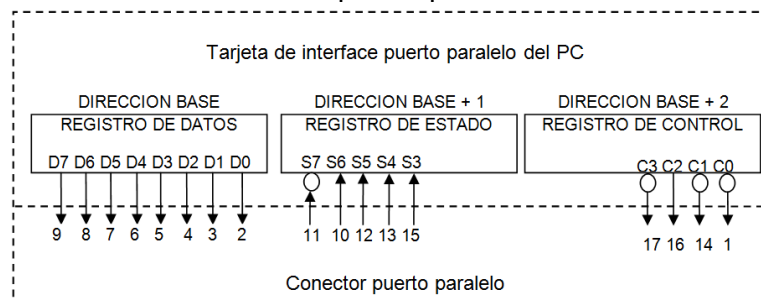 Tarjeta de interface puerto paralelo del PC
DIRECCION BASE DIRECCION BASE + 1 DIRECCION BASE + 2
REGISTRO DE DATOS REGISTRO DE ESTADO REGISTRO DE CONTROL
D7 D6 D5 D4 D3 D2 D1 D0 S7 S6 S5 S4 S3 C3 C2 C1 C0
9 8 7 6 5 4 3 2 11 10 12 13 15 17 16 14 1
Conector puerto paralelo